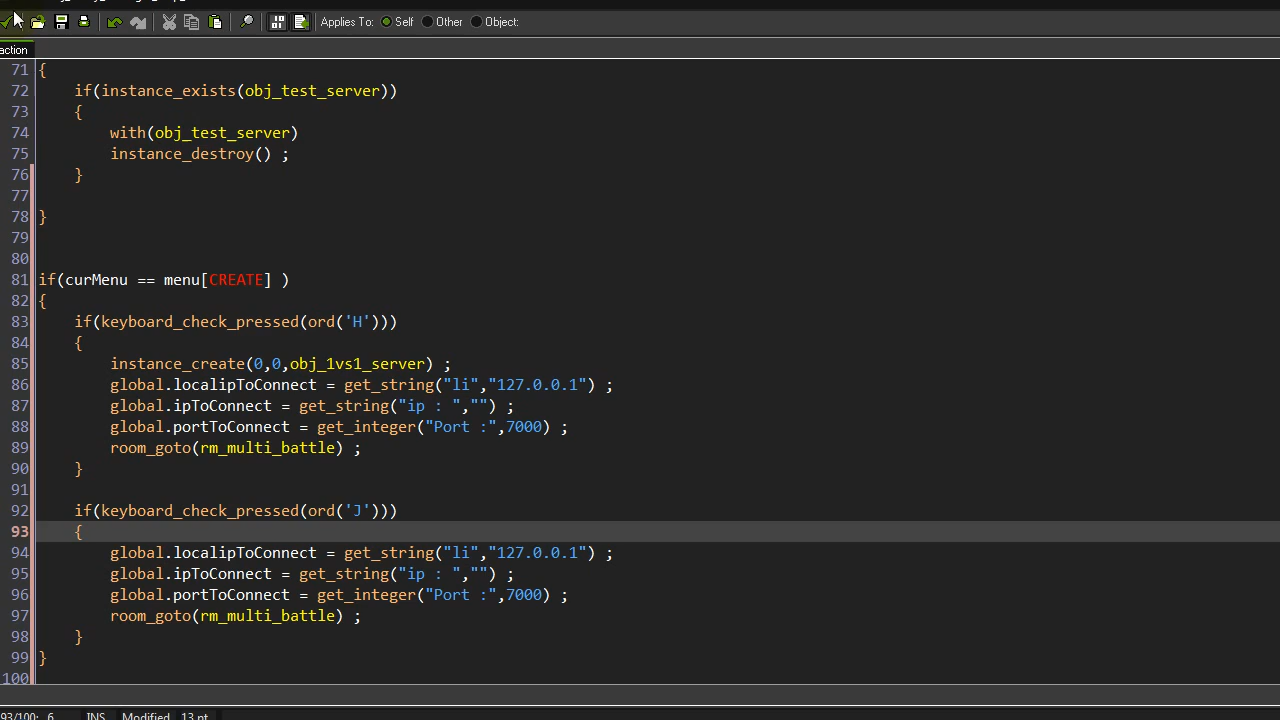 Applies To: Self Other Object:
action
71 {
72 if(instance_exists(obj_test_server))
73 {
74 with(obj_test_server)
75 instance_destroy() ;
76 }
77
78 }
79
80
81 if(curMenu == menu[CREATE] )
82 {
83 if(keyboard_check_pressed(ord('H')))
84 {
85 instance_create(0,0,obj_1vs1_server) ;
86 global.localipToConnect = get_string("li","127.0.0.1") ;
87 global.ipToConnect = get_string("ip : ","") ;
88 global.portToConnect = get_integer("Port :",7000) ;
89 room_goto(rm_multi_battle) ;
90 }
91
92 if(keyboard_check_pressed(ord('J')))
93 {
94 global.localipToConnect = get_string("li","127.0.0.1") ;
95 global.ipToConnect = get_string("ip : ","") ;
96 global.portToConnect = get_integer("Port :",7000) ;
97 room_goto(rm_multi_battle) ;
98 }
99 }
100
93/100: 6 INS Modified 13 pt